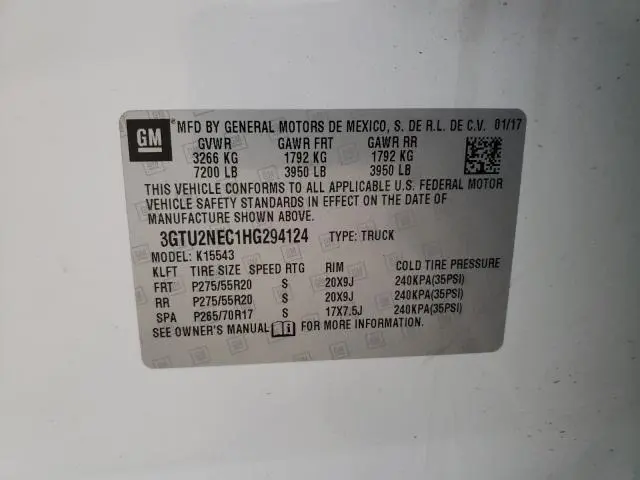 GM MFD BY GENERAL MOTORS DE MEXICO, S. DE R.L. DE C.V. 01/17
GVWR GAWR FRT GAWR RR
3266 KG 1792 KG 1792 KG
7200 LB 3950 LB 3950 LB
THIS VEHICLE CONFORMS TO ALL APPLICABLE U.S. FEDERAL MOTOR
VEHICLE SAFETY STANDARDS IN EFFECT ON THE DATE OF
MANUFACTURE SHOWN ABOVE.
3GTU2NEC1HG294124 TYPE: TRUCK
MODEL: K15543
KLFT TIRE SIZE SPEED RTG RIM COLD TIRE PRESSURE
FRT P275/55R20 S 20X9J 240KPA(35PSI)
RR P275/55R20 S 20X9J 240KPA(35PSI)
SPA P265/70R17 S 17X7.5J 240KPA(35PSI)
SEE OWNER'S MANUAL FOR MORE INFORMATION.